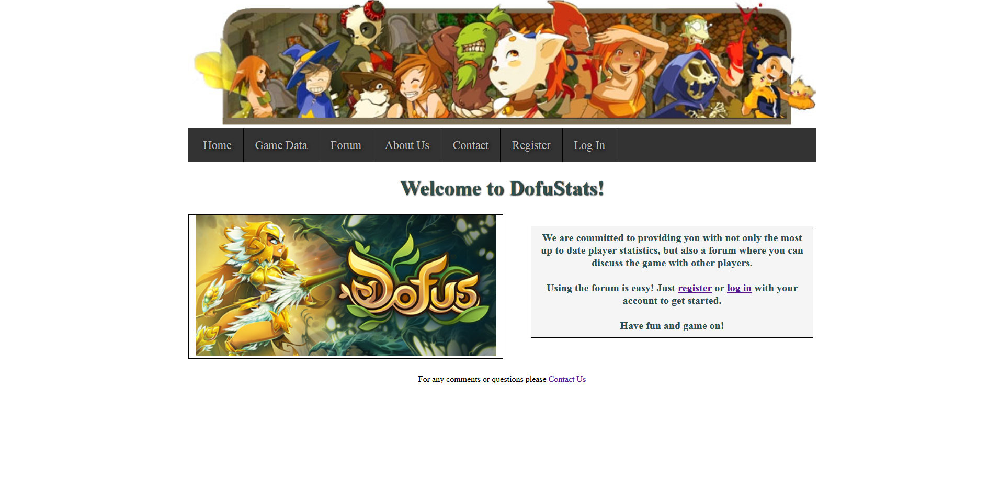 Home Game Data Forum About Us Contact Register Log In
Welcome to DofuStats!
Dofus
We are committed to providing you with not only the most
up to date player statistics, but also a forum where you can
discuss the game with other players.
Using the forum is easy! Just register or log in with your
account to get started.
Have fun and game on!
For any comments or questions please Contact Us